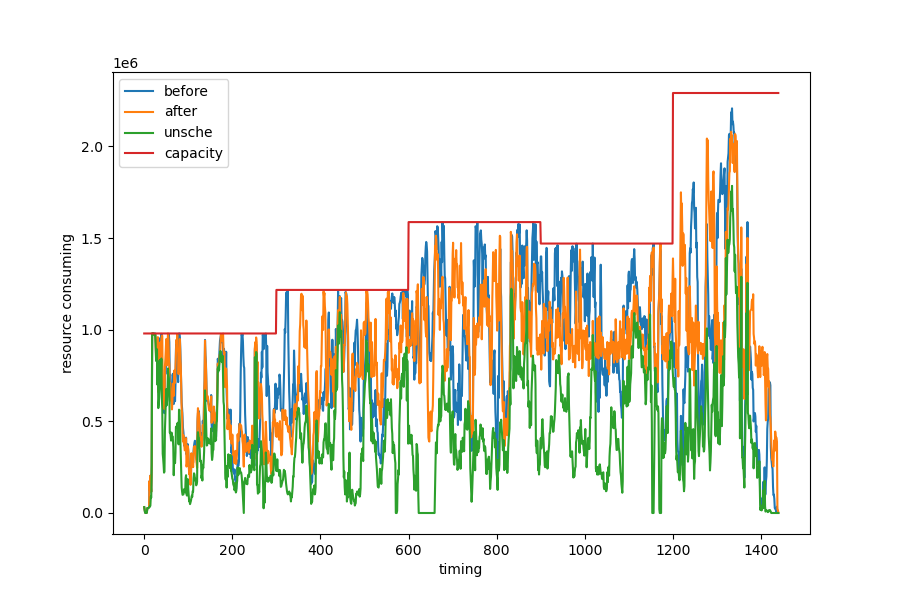 1e6
before
after
unsche
capacity
2.0
1.5
1.0
0.5
0.0
resource consuming
0 200 400 600 800 1000 1200 1400
timing